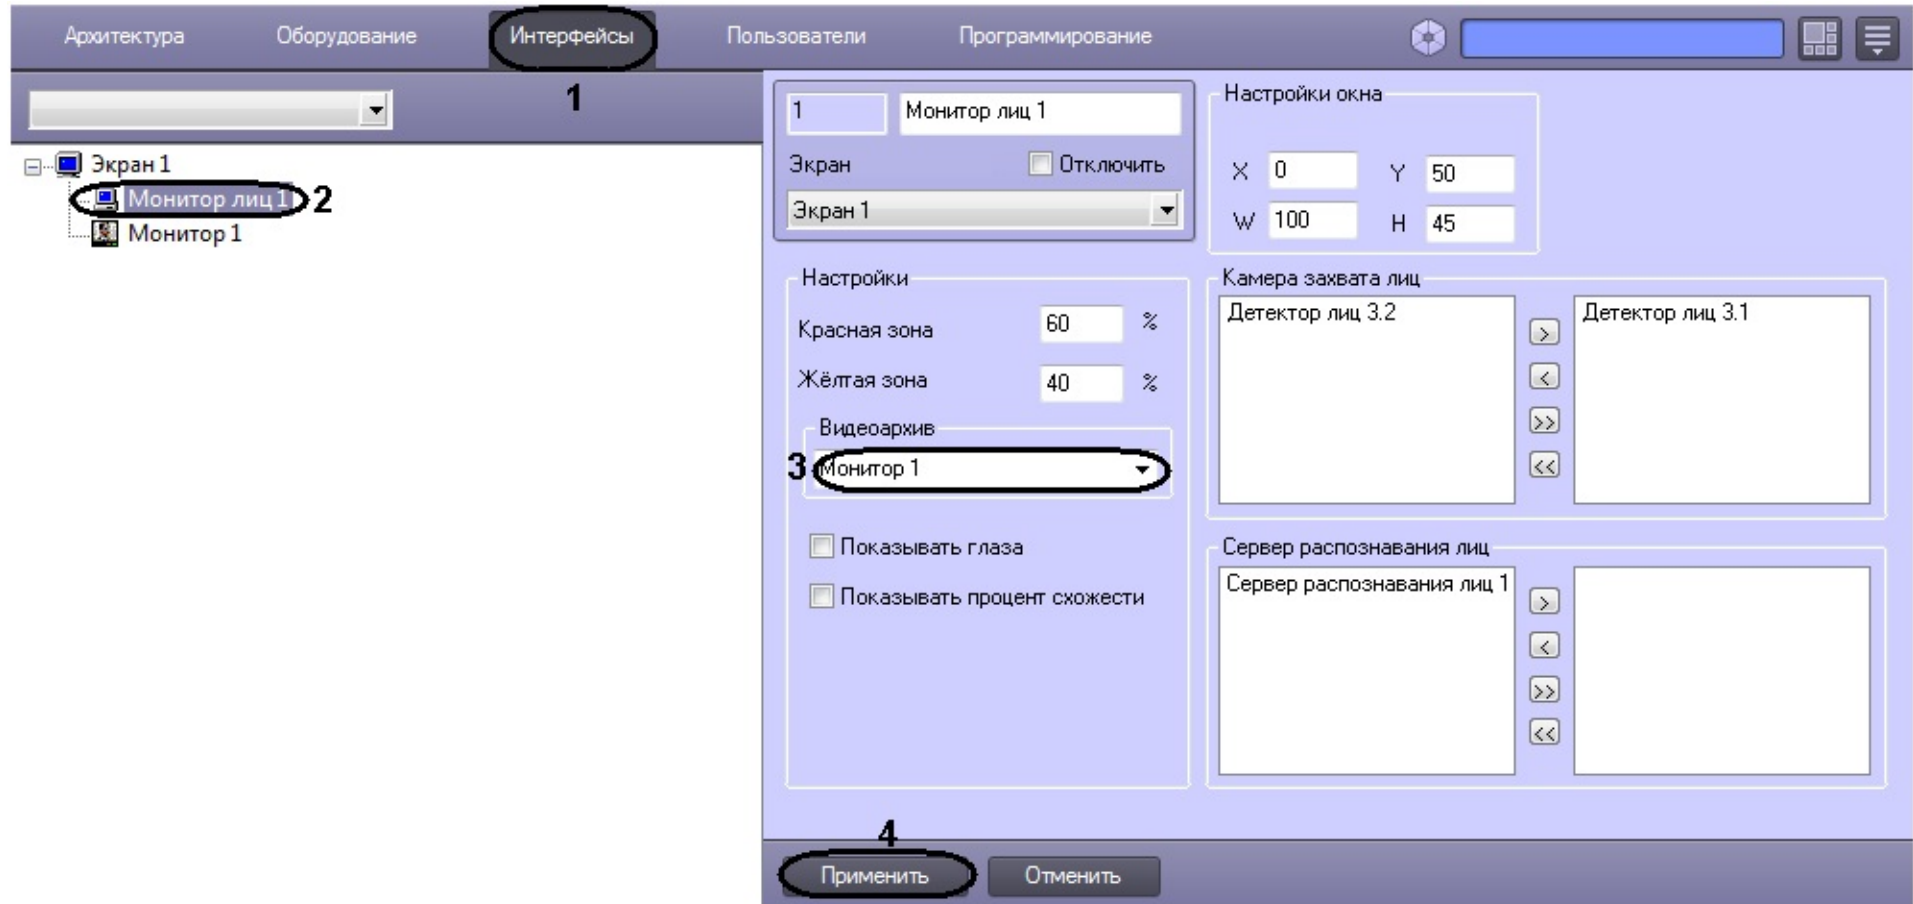 Архитектура Оборудование Интерфейсы Пользователи Программирование
1
Экран 1
Монитор лиц 1 2
Монитор 1
1 Монитор лиц 1
Экран Отключить
Экран 1
Настройки окна
X 0 Y 50
W 100 H 45
Настройки
Красная зона 60 %
Жёлтая зона 40 %
Видеоархив
3 Монитор 1
Показывать глаза
Показывать процент схожести
Камера захвата лиц
Детектор лиц 3.2 > Детектор лиц 3.1
<
>>
<<
Сервер распознавания лиц
Сервер распознавания лиц 1 >
<
>>
<<
4
Применить Отменить